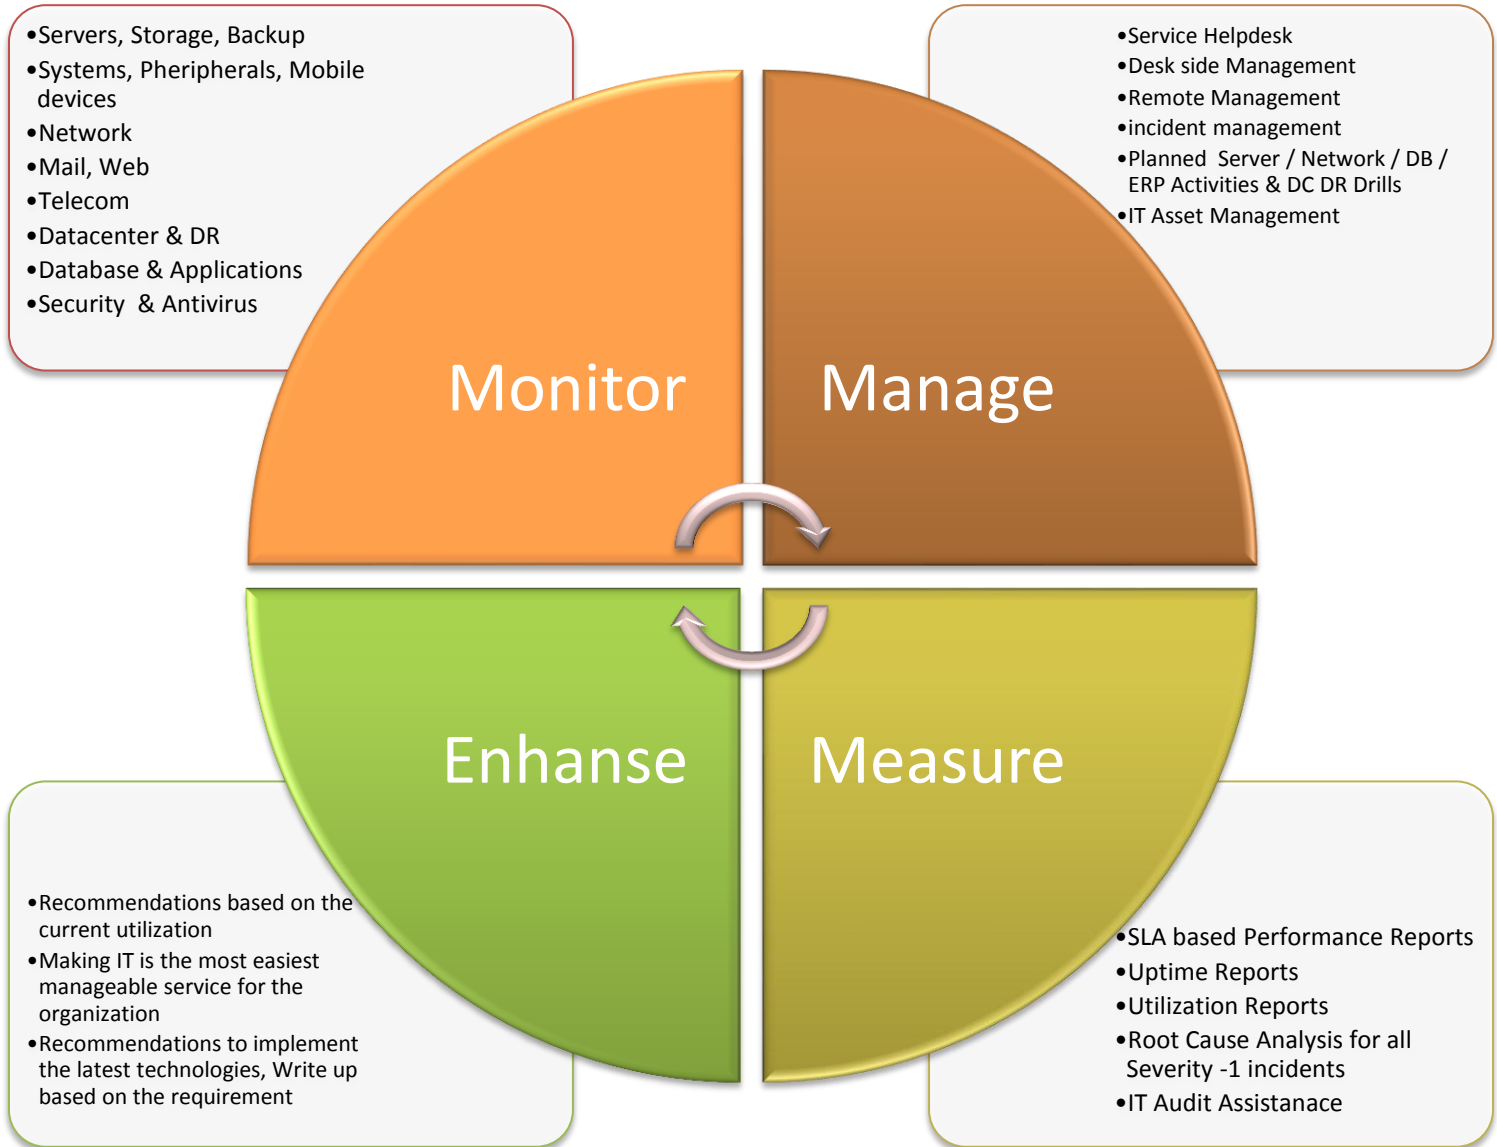 •Servers, Storage, Backup
•Systems, Pheripherals, Mobile
devices
•Network
•Mail, Web
•Telecom
•Datacenter & DR
•Database & Applications
•Security & Antivirus
•Service Helpdesk
•Desk side Management
•Remote Management
•incident management
•Planned Server / Network / DB /
ERP Activities & DC DR Drills
•IT Asset Management
Monitor
Manage
Enhanse
Measure
•Recommendations based on the
current utilization
•Making IT is the most easiest
manageable service for the
organization
•Recommendations to implement
the latest technologies, Write up
based on the requirement
•SLA based Performance Reports
•Uptime Reports
•Utilization Reports
•Root Cause Analysis for all
Severity -1 incidents
•IT Audit Assistanace